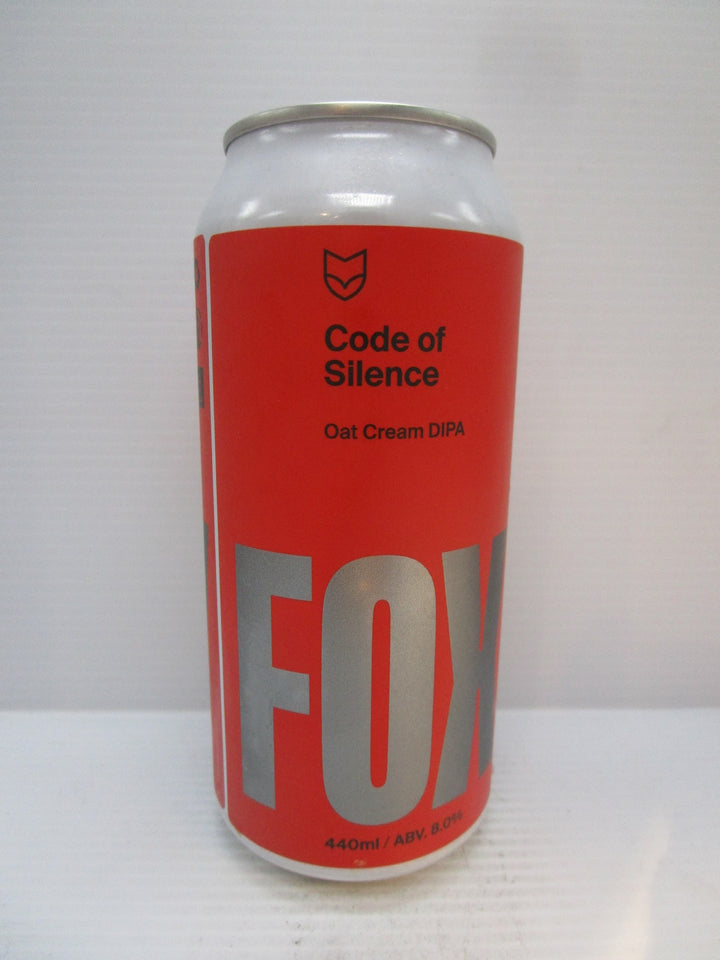 Code of
Silence
Oat Cream DIPA
FOX
440ml / ABV. 8.0%